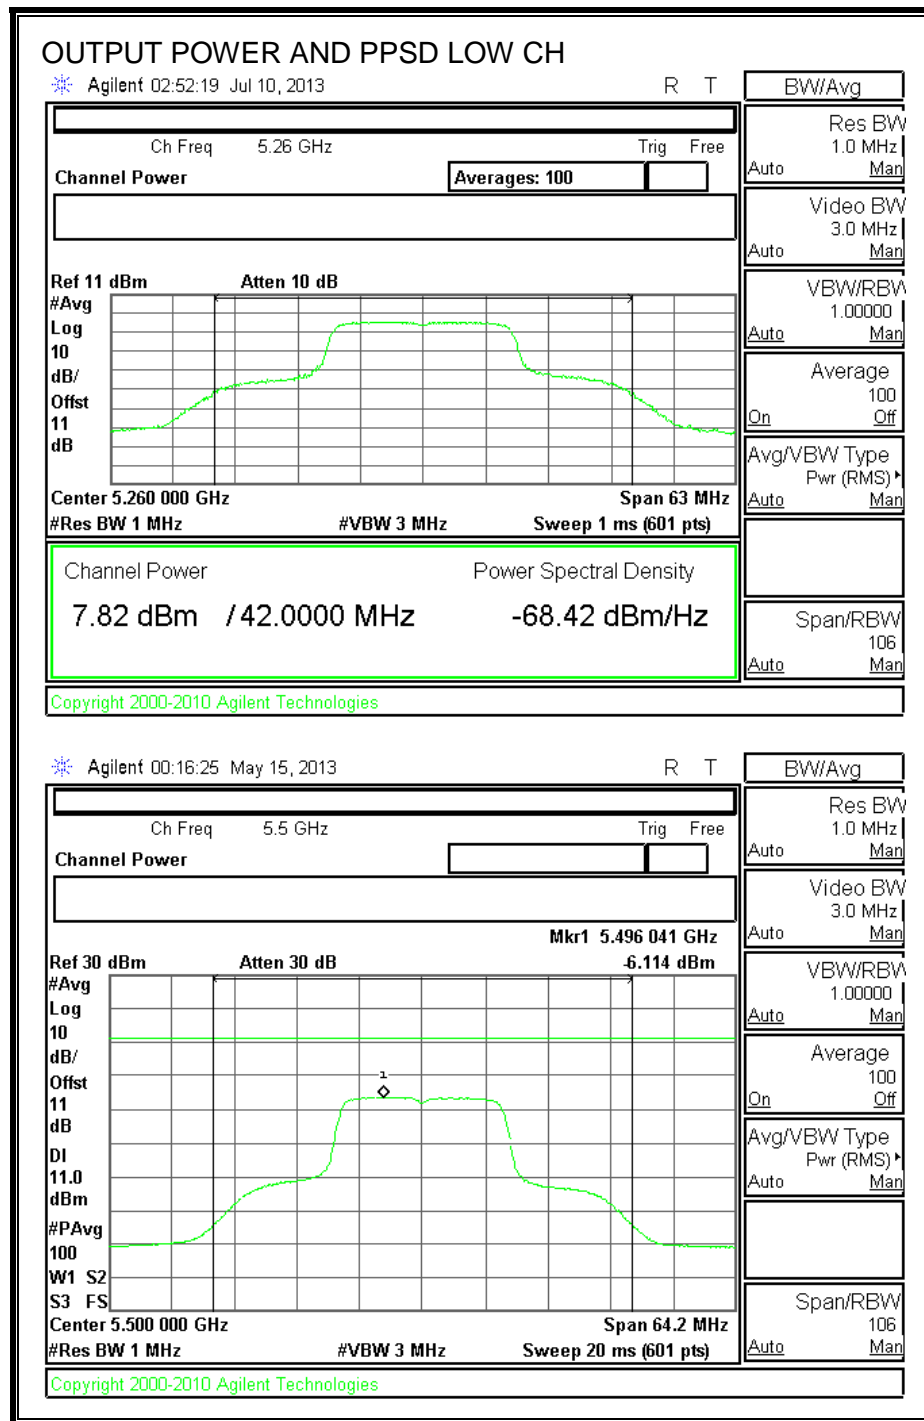 OUTPUT POWER AND PPSD LOW CH
Agilent 02:52:19 Jul 10, 2013 R T
Ch Freq 5.26 GHz Trig Free
Channel Power Averages: 100
Ref 11 dBm Atten 10 dB
#Avg
Log
10
dB/
Offst
11
dB
Center 5.260 000 GHz Span 63 MHz
#Res BW 1 MHz #VBW 3 MHz Sweep 1 ms (601 pts)
Channel Power Power Spectral Density
7.82 dBm / 42.0000 MHz -68.42 dBm/Hz
Copyright 2000-2010 Agilent Technologies
BW/Avg
Res BW
1.0 MHz
Auto Man
Video BW
3.0 MHz
Auto Man
VBW/RBW
1.00000
Auto Man
Average
100
On Off
Avg/VBW Type
Pwr (RMS)
Auto Man
Span/RBW
106
Auto Man
Agilent 00:16:25 May 15, 2013 R T
Ch Freq 5.5 GHz Trig Free
Channel Power
Mkr1 5.496 041 GHz
Ref 30 dBm Atten 30 dB -6.114 dBm
#Avg
Log
10
dB/
Offst
11
dB
DI
11.0
dBm
#PAvg
100
W1 S2
S3 FS
1
Center 5.500 000 GHz Span 64.2 MHz
#Res BW 1 MHz #VBW 3 MHz Sweep 20 ms (601 pts)
Copyright 2000-2010 Agilent Technologies
BW/Avg
Res BW
1.0 MHz
Auto Man
Video BW
3.0 MHz
Auto Man
VBW/RBW
1.00000
Auto Man
Average
100
On Off
Avg/VBW Type
Pwr (RMS)
Auto Man
Span/RBW
106
Auto Man